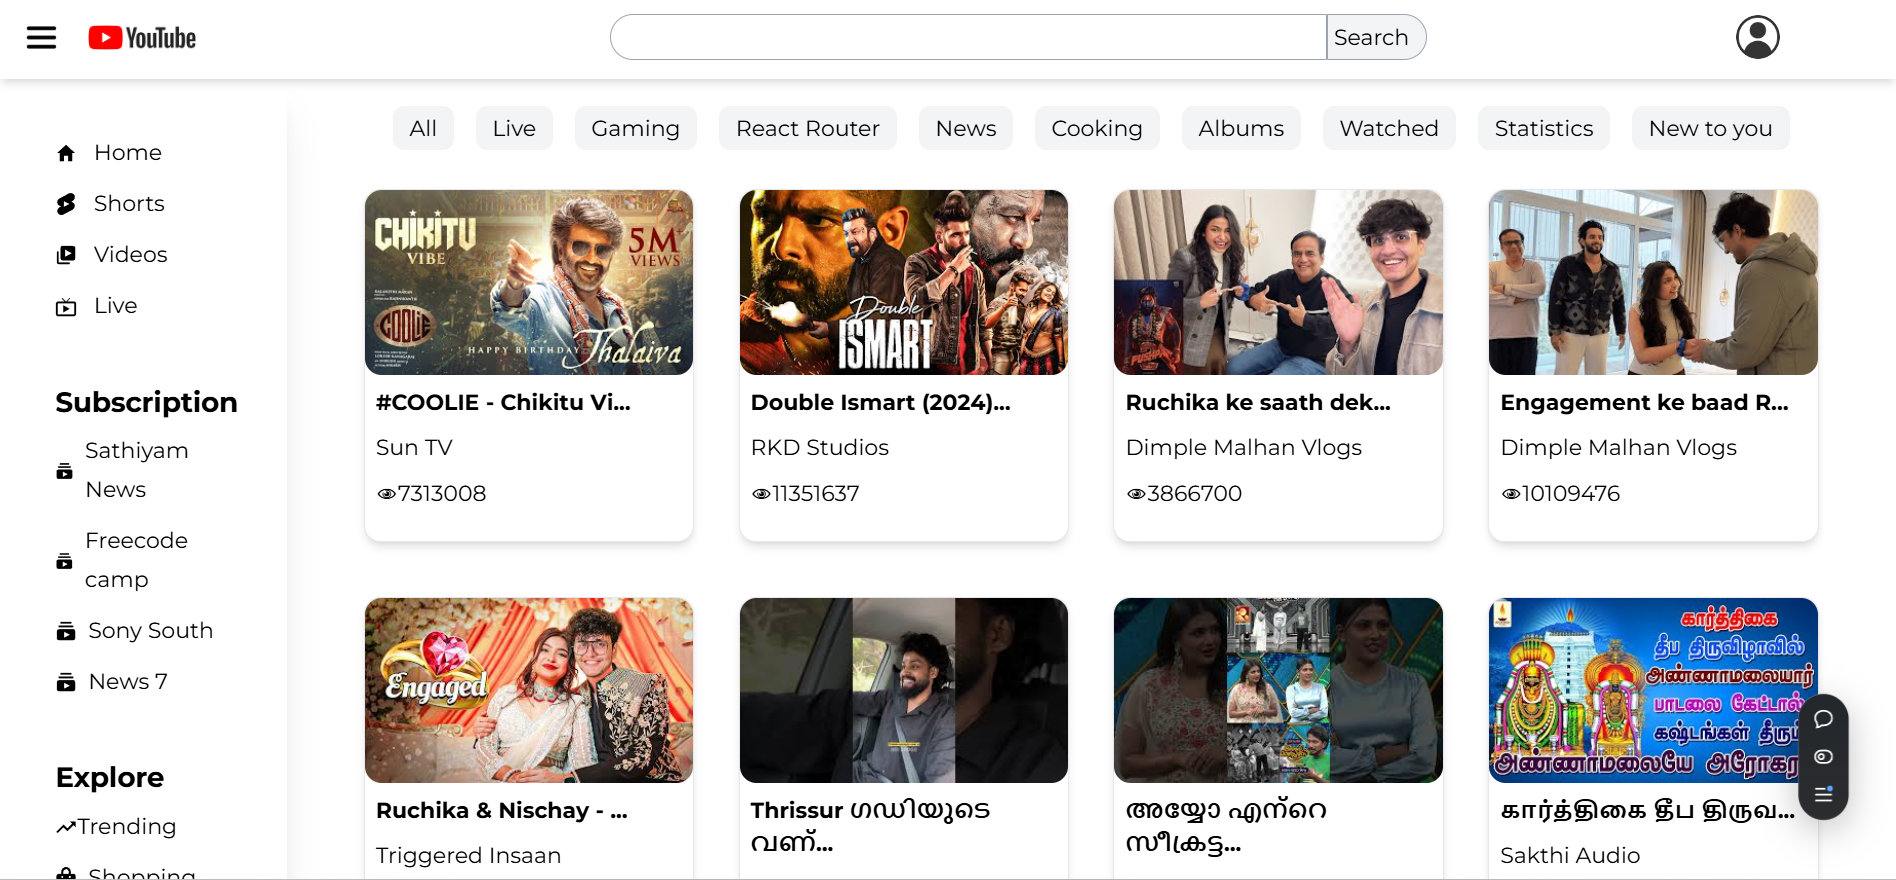 YouTube
Search
All
Live
Gaming
React Router
News
Cooking
Albums
Watched
Statistics
New to you
Home
Shorts
Videos
Live
Subscription
Sathiyam
News
Freecode
camp
Sony South
News 7
Explore
Trending
Shopping
CHIKITU
VIBE
5M+
VIEWS
COOLIE
HAPPY BIRTHDAY Thalaiva
#COOLIE - Chikitu Vi...
Sun TV
7313008
Double
ISMART
Double Ismart (2024)...
RKD Studios
11351637
PUSHPA
Ruchika ke saath dek...
Dimple Malhan Vlogs
3866700
Engagement ke baad R...
Dimple Malhan Vlogs
10109476
Engaged
Ruchika & Nischay - ...
Triggered Insaan
Thrissur ഗഡിയുടെ
വണ്...
അയ്യോ എന്റെ
സീക്രട്ട...
கார்த்திகை
தீப திருவிழாவில்
அண்ணாமலையார்
பாடலை கேட்டால்
கஷ்டங்கள் தீரும்
அண்ணாமலையே
கார்த்திகை தீப திருவ...
Sakthi Audio